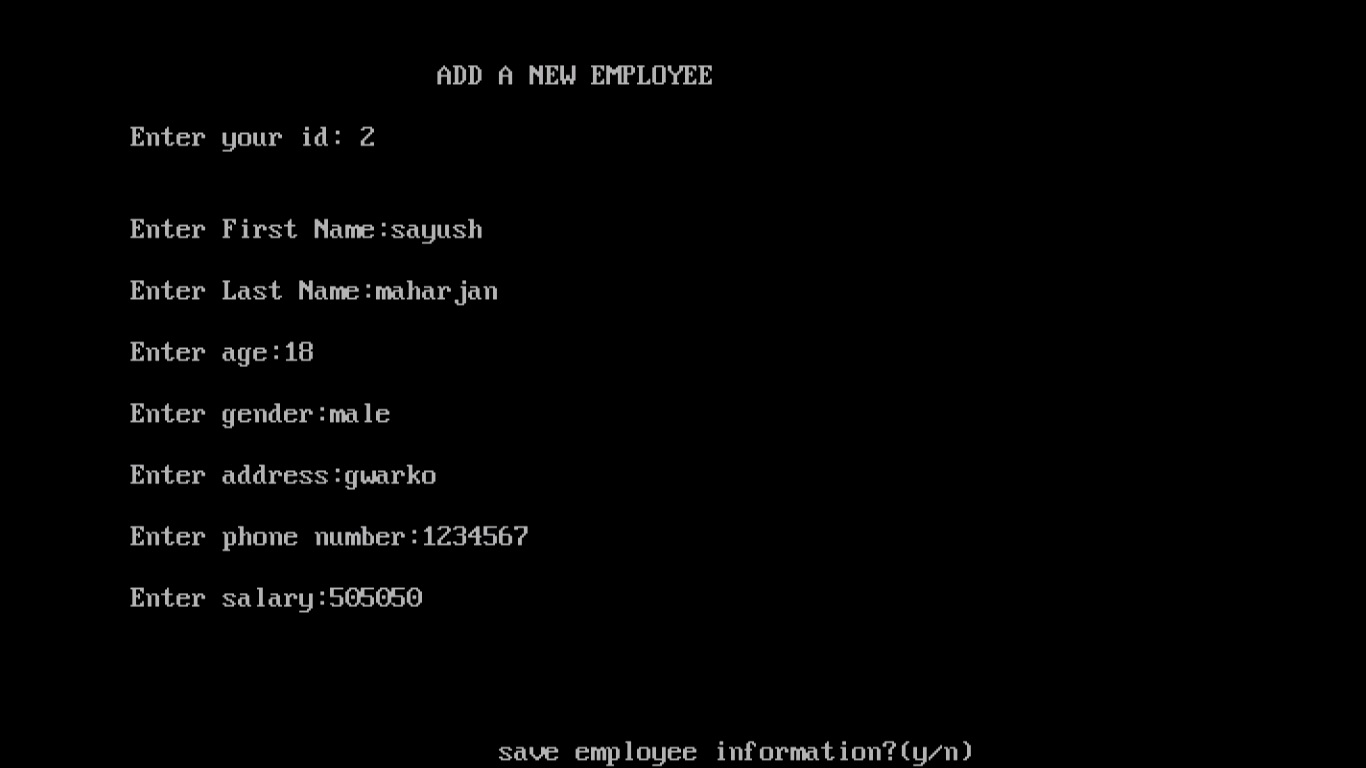 ADD A NEW EMPLOYEE
Enter your id: 2
Enter First Name:sayush
Enter Last Name:maharjan
Enter age:18
Enter gender:male
Enter address:gwarko
Enter phone number:1234567
Enter salary:505050
save employee information?(y/n)